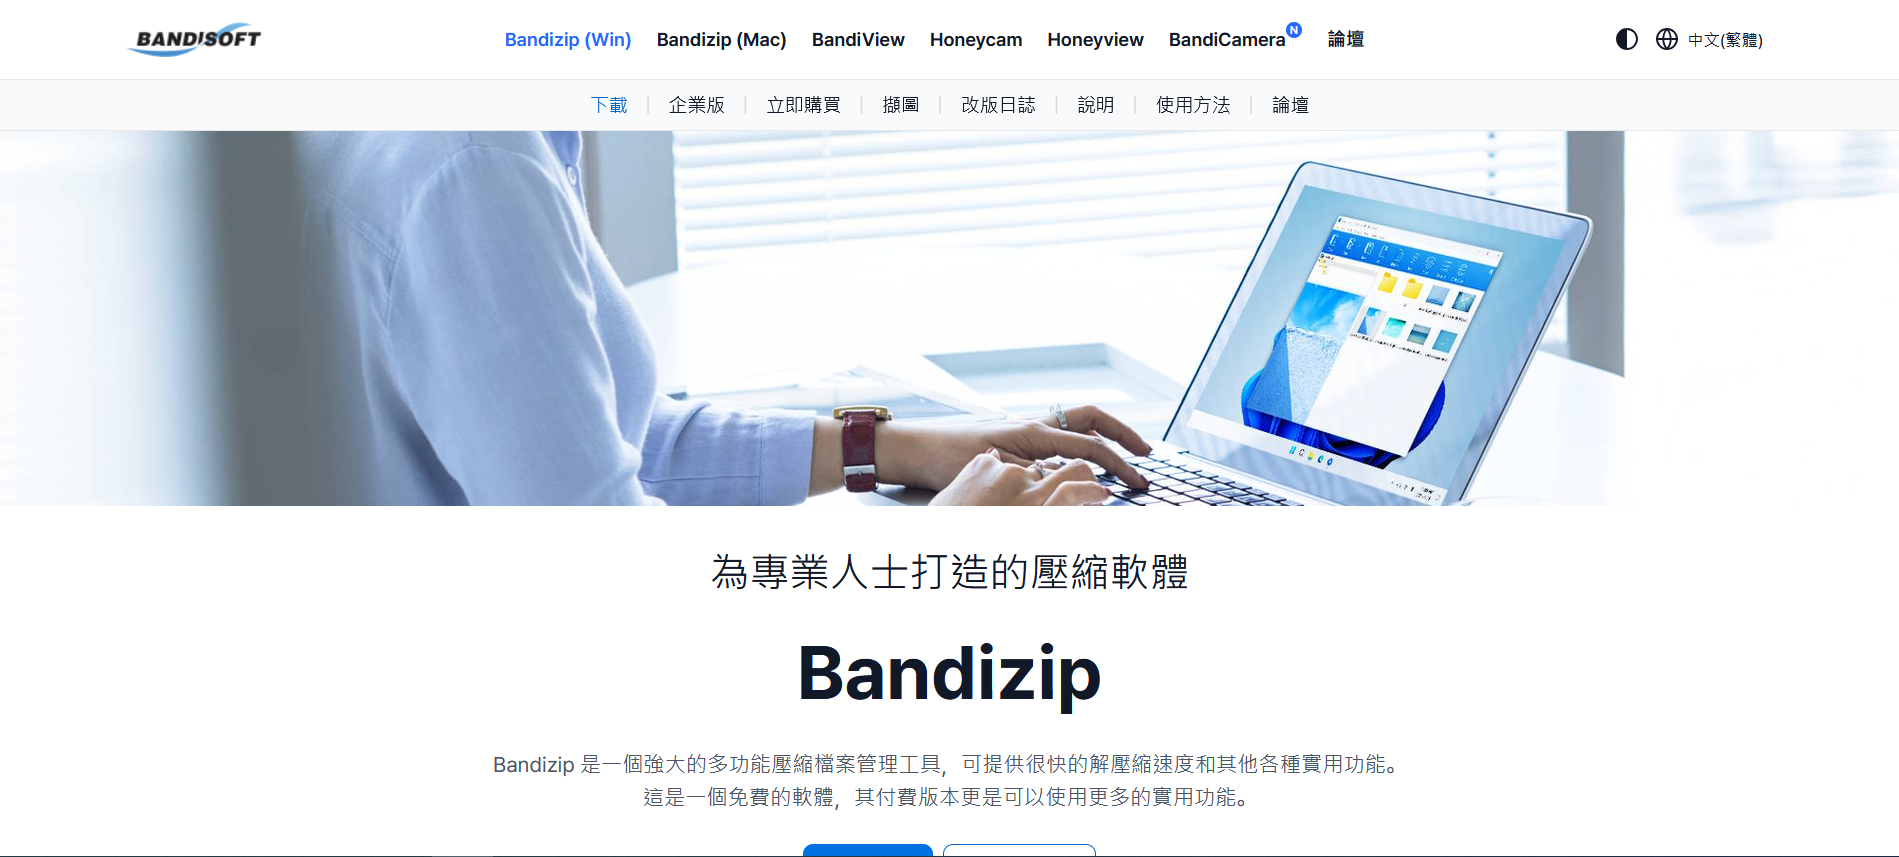 BANDISOFT
Bandizip (Win) Bandizip (Mac) BandiView Honeycam Honeyview BandiCamera N 論壇
中文(繁體)
下載 | 企業版 | 立即購買 | 擷圖 | 改版日誌 | 說明 | 使用方法 | 論壇
為專業人士打造的壓縮軟體
Bandizip
Bandizip 是一個強大的多功能壓縮檔案管理工具，可提供很快的解壓縮速度和其他各種實用功能。
這是一個免費的軟體，其付費版本更是可以使用更多的實用功能。